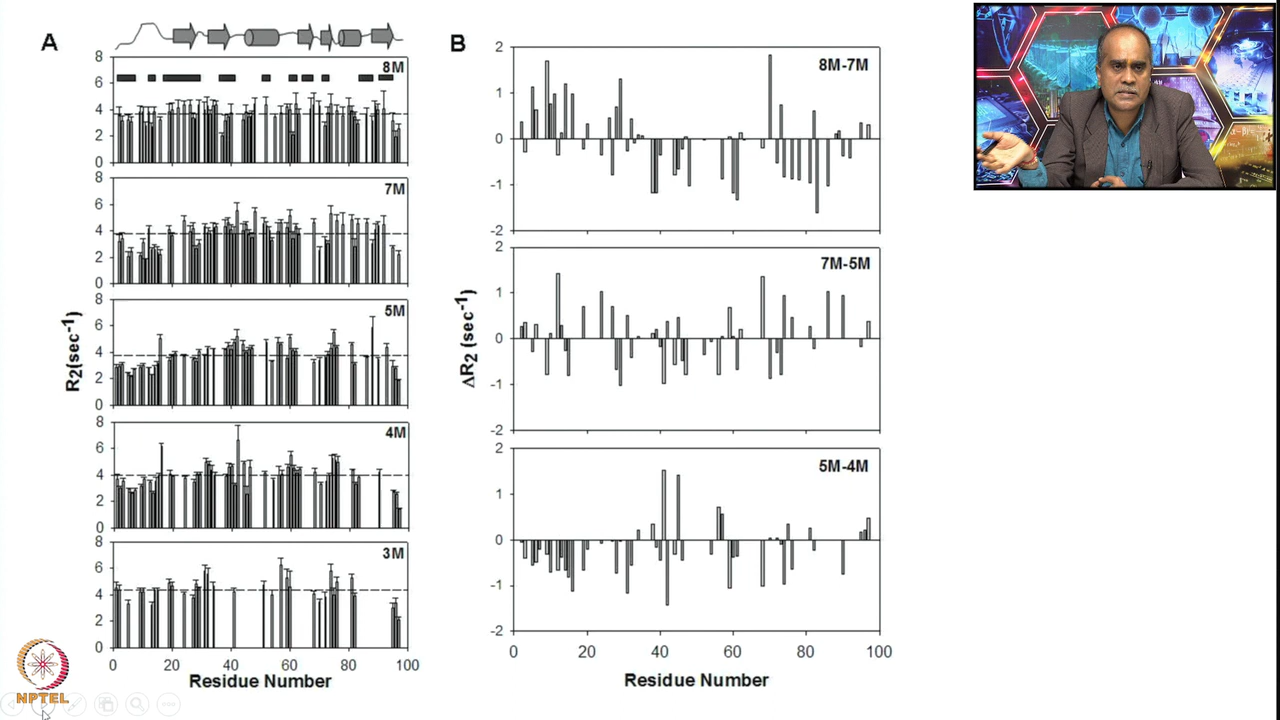 A
8M
8
6
4
2
0
7M
8
6
4
2
0
5M
8
6
4
2
0
4M
8
6
4
2
0
3M
8
6
4
2
0
R2(sec-1)
0 20 40 60 80 100
Residue Number
B
8M-7M
2
1
0
-1
-2
7M-5M
2
1
0
-1
-2
5M-4M
2
1
0
-1
-2
ΔR2 (sec-1)
0 20 40 60 80 100
Residue Number
NPTEL